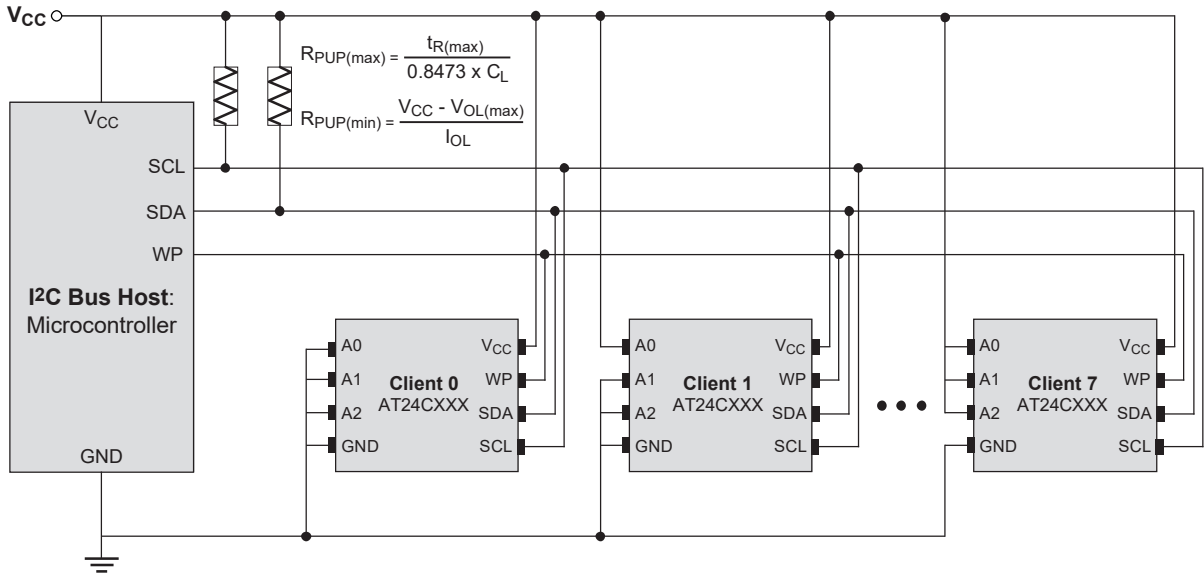 VCC
RPUP(max) = tR(max) / 0.8473 x CL
RPUP(min) = VCC - VOL(max) / IOL
VCC
SCL
SDA
WP
I2C Bus Host:
Microcontroller
GND
A0
A1
A2
GND
Client 0
AT24CXXX
VCC
WP
SDA
SCL
A0
A1
A2
GND
Client 1
AT24CXXX
VCC
WP
SDA
SCL
A0
A1
A2
GND
Client 7
AT24CXXX
VCC
WP
SDA
SCL